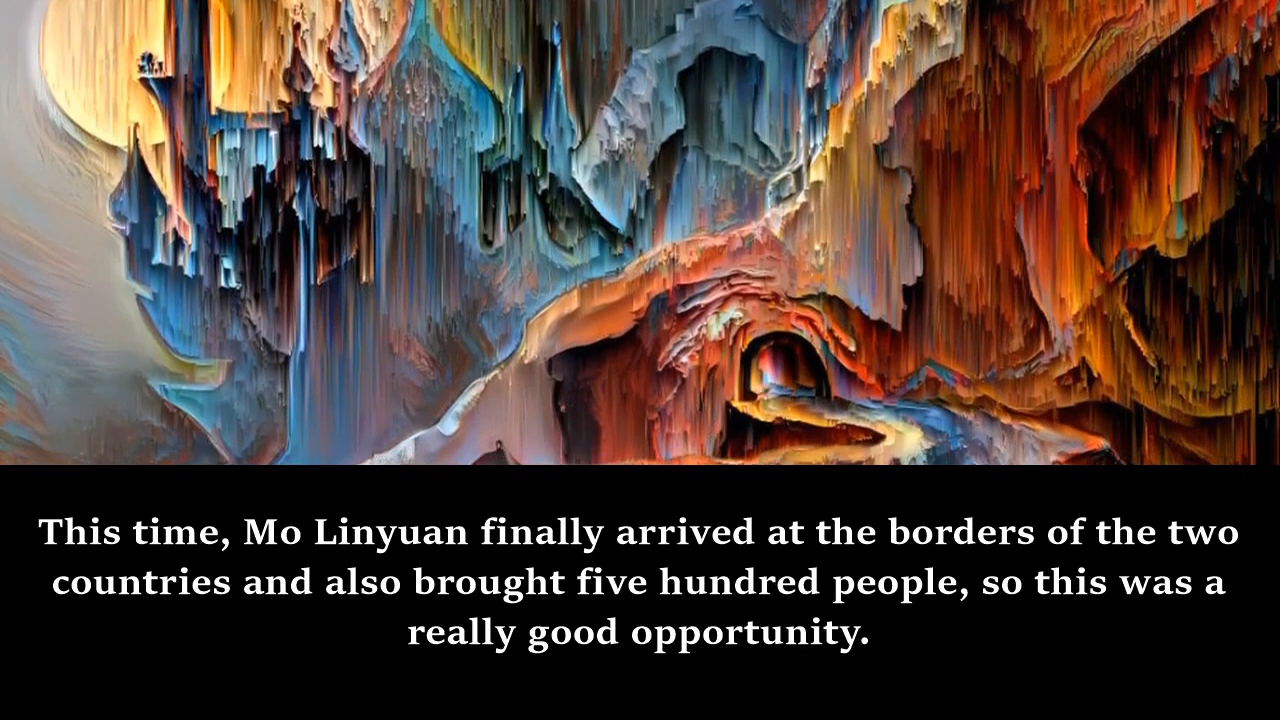 This time, Mo Linyuan finally arrived at the borders of the two
countries and also brought five hundred people, so this was a
really good opportunity.